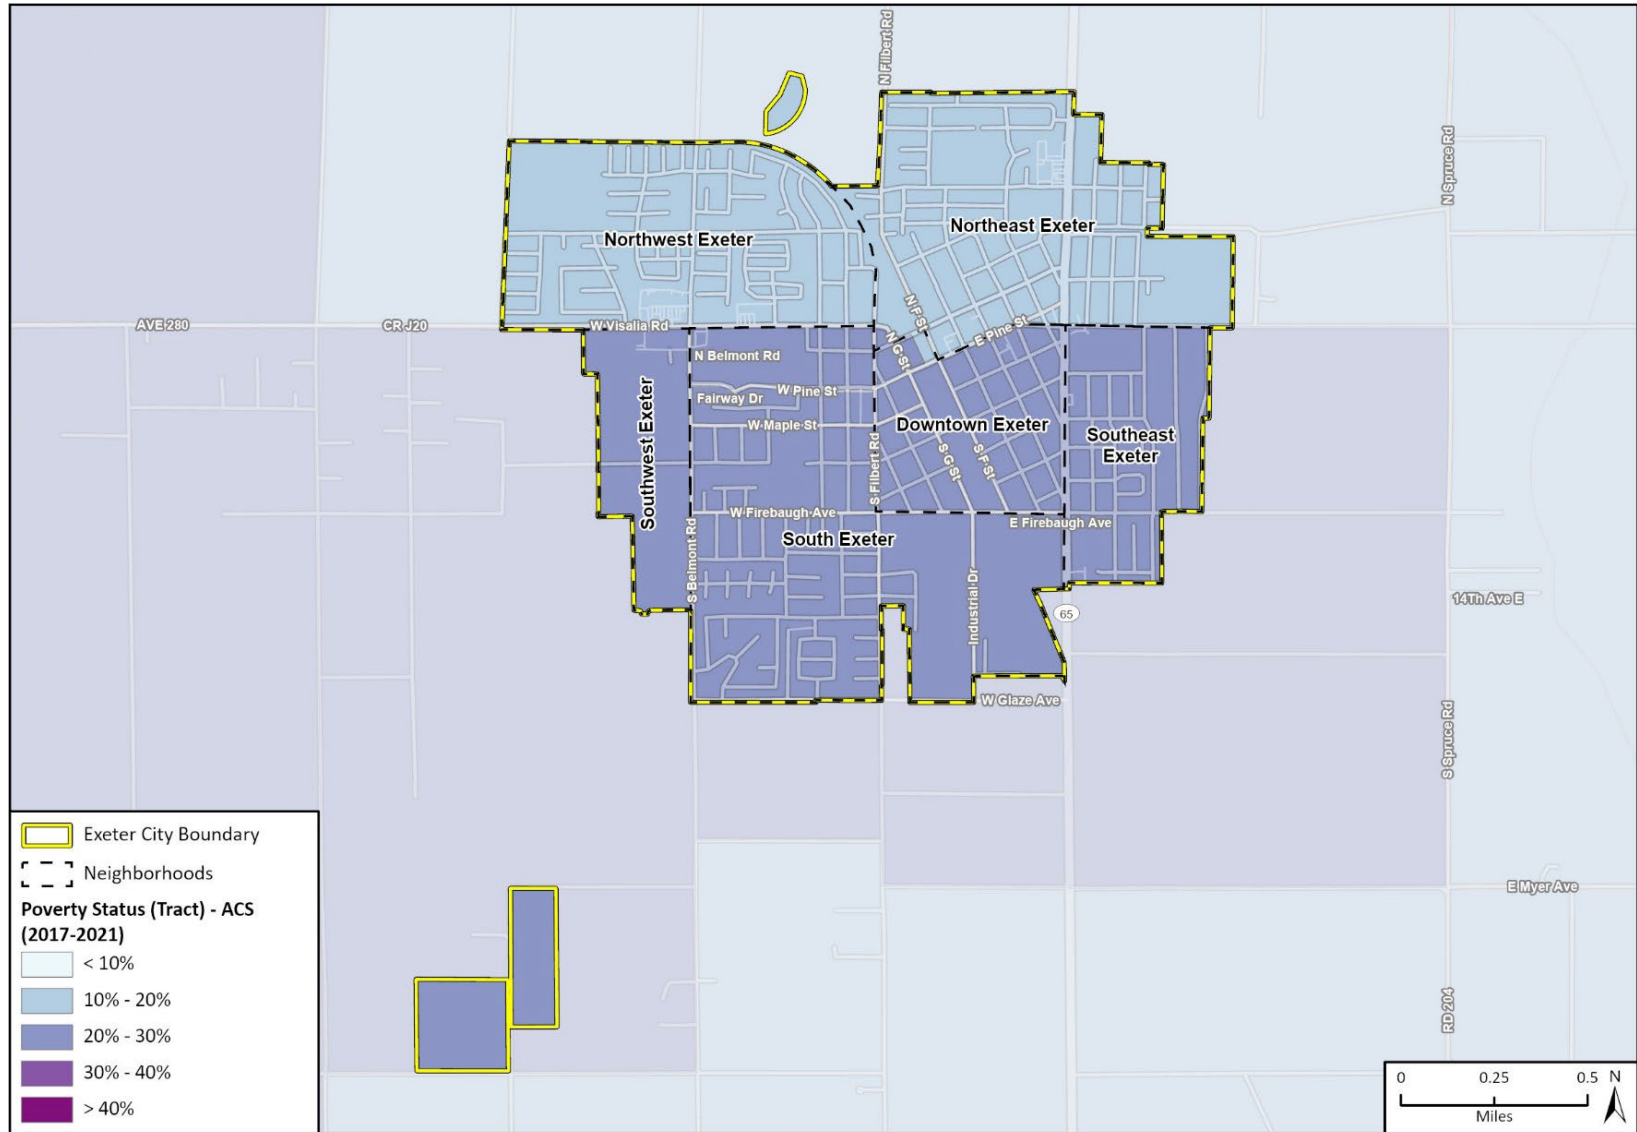 N Filbert Rd
N Spruce Rd
Northeast Exeter
Northwest Exeter
AVE 280
CR J20
W Visalia Rd
N F St
E Pine St
N G St
N Belmont Rd
W Pine St
Fairway Dr
W Maple St
Downtown Exeter
Southeast
Exeter
Southwest Exeter
S Filbert Rd
S G St
S F St
W Firebaugh Ave
E Firebaugh Ave
South Exeter
S Belmont Rd
Industrial Dr
65
14Th Ave E
W Glaze Ave
S Spruce Rd
E Myer Ave
RD 204
Exeter City Boundary
Neighborhoods
Poverty Status (Tract) - ACS
(2017-2021)
< 10%
10% - 20%
20% - 30%
30% - 40%
> 40%
0 0.25 0.5 N
Miles